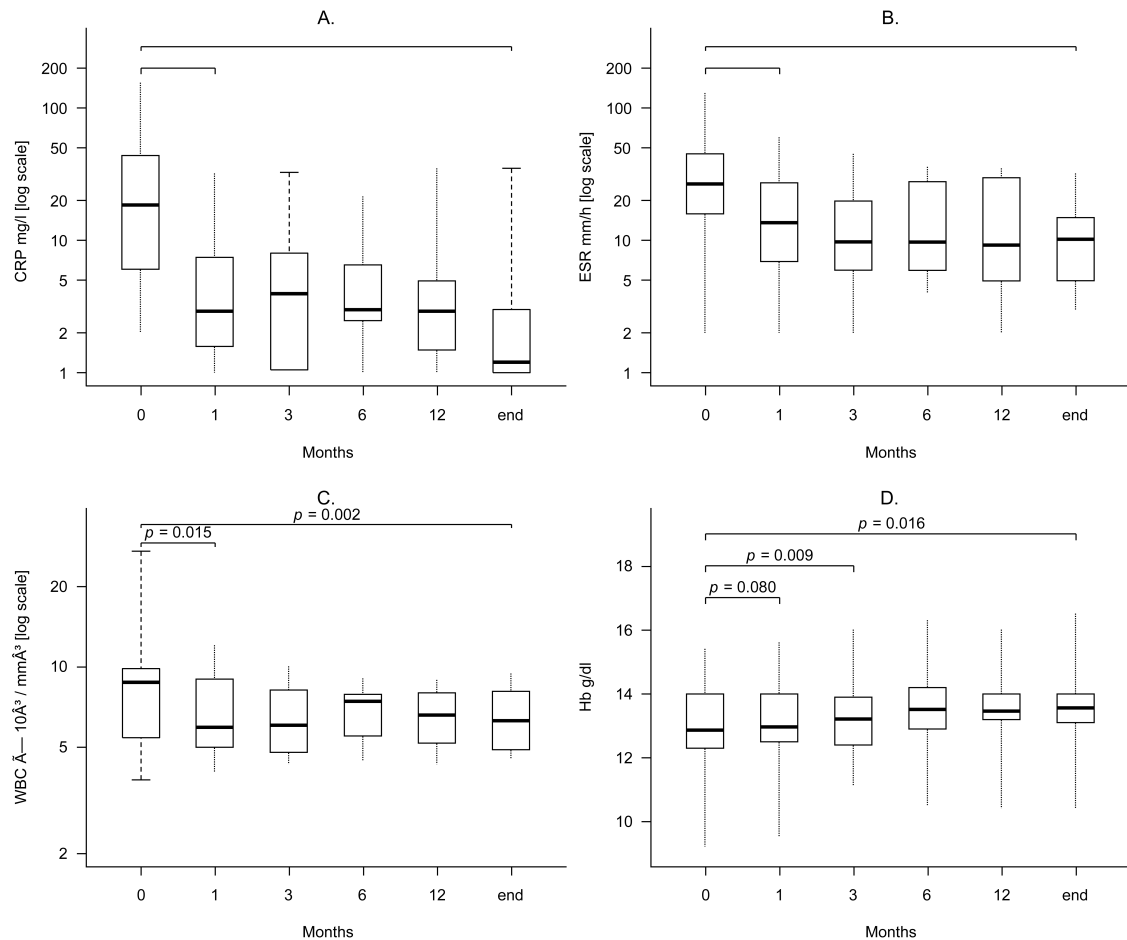 A.
CRP mg/l [log scale]
200
100
50
20
10
5
2
1
0 1 3 6 12 end
Months
B.
ESR mm/h [log scale]
200
100
50
20
10
5
2
1
0 1 3 6 12 end
Months
C.
p = 0.002
p = 0.015
WBC Ã— 10Â³ / mmÂ³ [log scale]
20
10
5
2
0 1 3 6 12 end
Months
D.
p = 0.016
p = 0.009
p = 0.080
Hb g/dl
18
16
14
12
10
0 1 3 6 12 end
Months